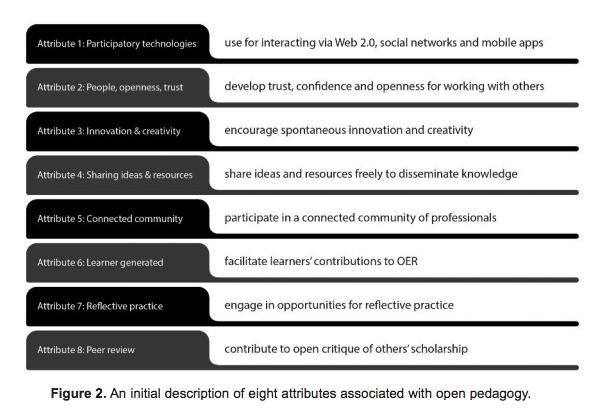 Attribute 1: Participatory technologies use for interacting via Web 2.0, social networks and mobile apps
Attribute 2: People, openness, trust develop trust, confidence and openness for working with others
Attribute 3: Innovation & creativity encourage spontaneous innovation and creativity
Attribute 4: Sharing ideas & resources share ideas and resources freely to disseminate knowledge
Attribute 5: Connected community participate in a connected community of professionals
Attribute 6: Learner generated facilitate learners' contributions to OER
Attribute 7: Reflective practice engage in opportunities for reflective practice
Attribute 8: Peer review contribute to open critique of others' scholarship
Figure 2. An initial description of eight attributes associated with open pedagogy.